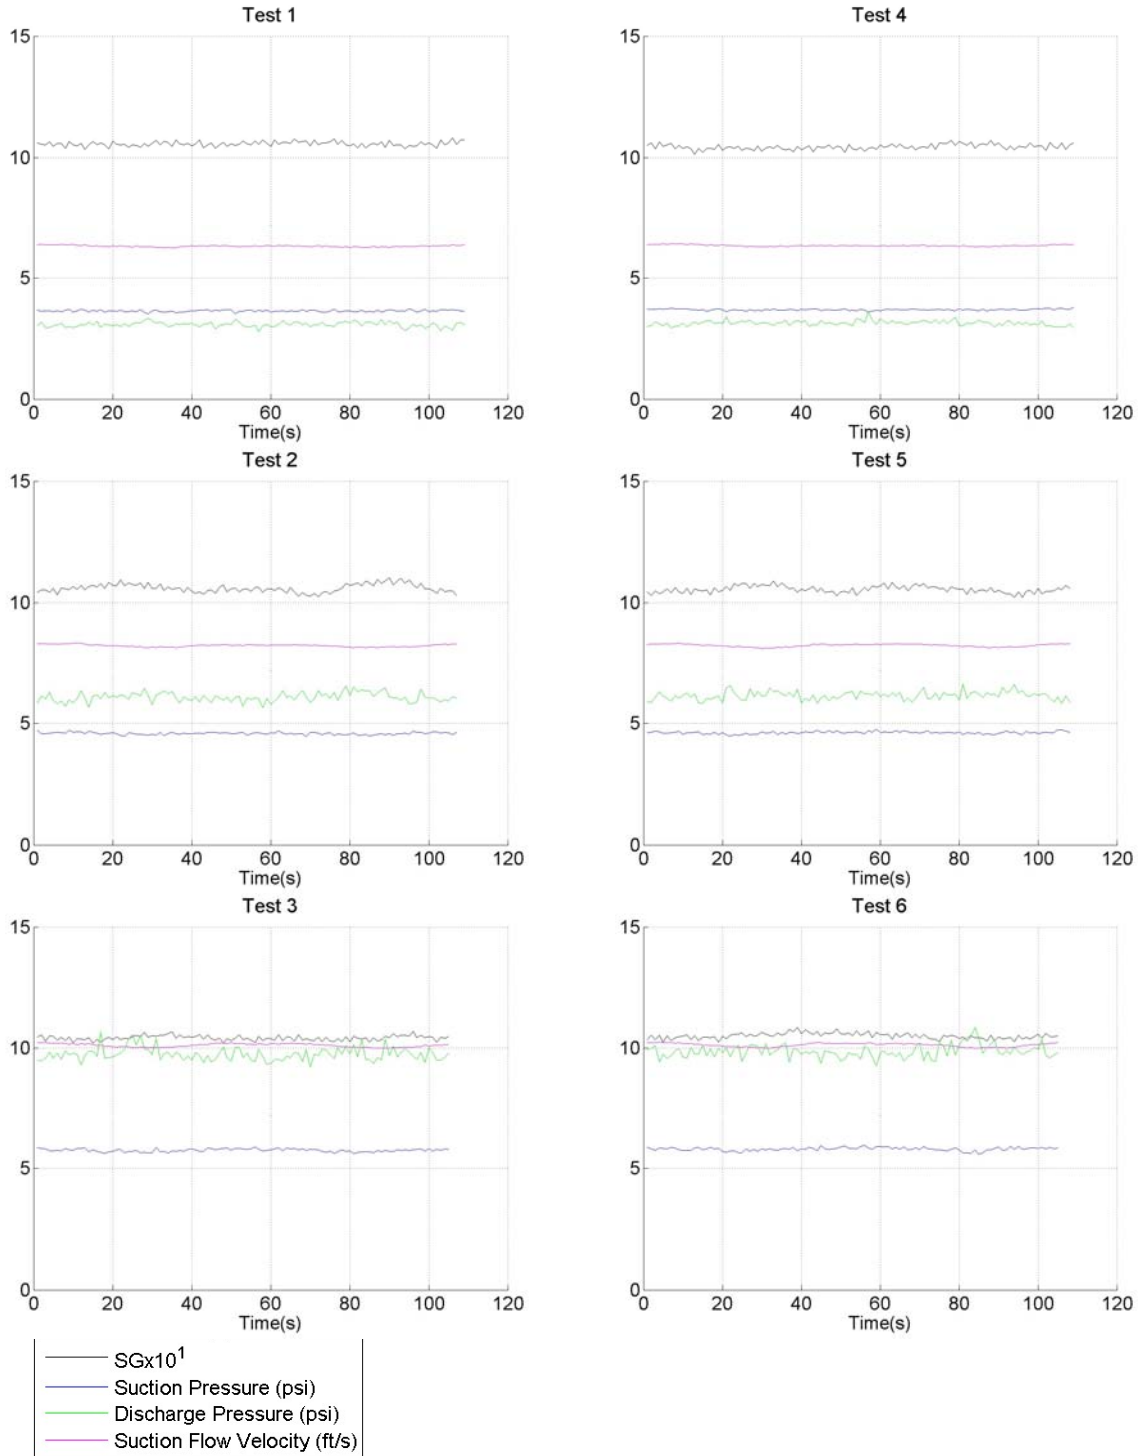 Test 1
15
10
5
0
0 20 40 60 80 100 120
Time(s)
Test 4
15
10
5
0
0 20 40 60 80 100 120
Time(s)
Test 2
15
10
5
0
0 20 40 60 80 100 120
Time(s)
Test 5
15
10
5
0
0 20 40 60 80 100 120
Time(s)
Test 3
15
10
5
0
0 20 40 60 80 100 120
Time(s)
Test 6
15
10
5
0
0 20 40 60 80 100 120
Time(s)
SGx10¹
Suction Pressure (psi)
Discharge Pressure (psi)
Suction Flow Velocity (ft/s)